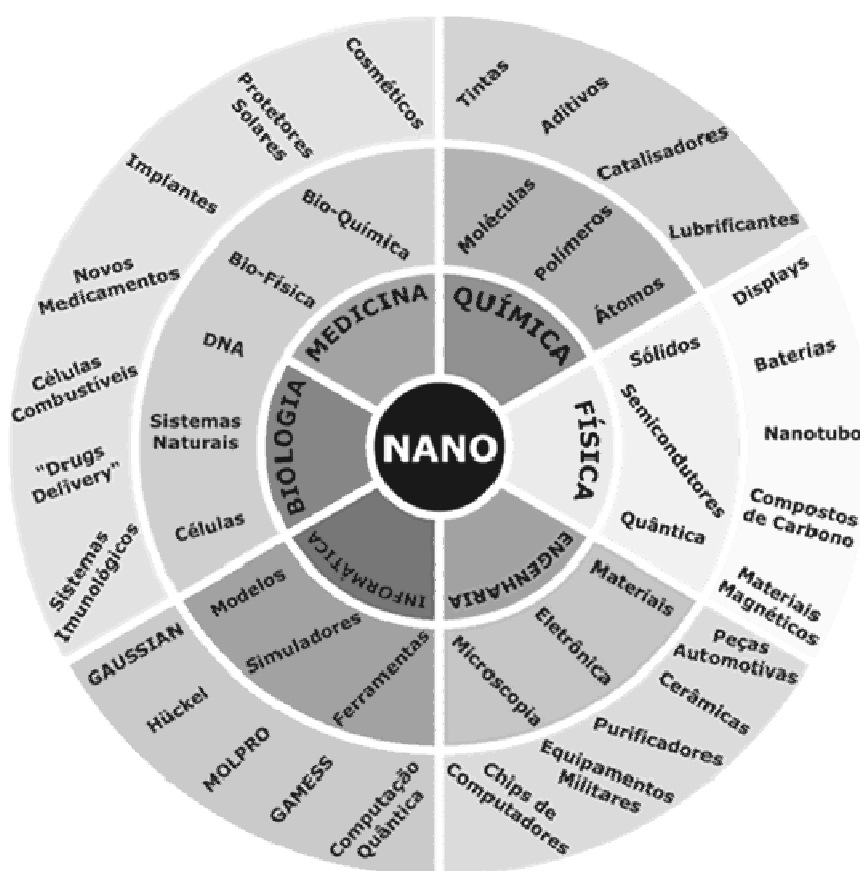 NANO
MEDICINA
QUÍMICA
FÍSICA
ENGENHARIA
INFORMÁTICA
BIOLOGIA
Bio-Química
Bio-Física
DNA
Sistemas
Naturais
Células
Moléculas
Polímeros
Átomos
Sólidos
Semicondutores
Quântica
Materiais
Eletrônica
Microscopia
Ferramentas
Simuladores
Modelos
Cosméticos
Protetores
Solares
Implantes
Novos
Medicamentos
Células
Combustíveis
"Drugs
Delivery"
Sistemas
Imunológicos
Tintas
Aditivos
Catalisadores
Lubrificantes
Displays
Baterias
Nanotubo
Compostos
de Carbono
Materiais
Magnéticos
Peças
Automotivas
Cerâmicas
Purificadores
Equipamentos
Militares
Chips de
Computadores
Computação
Quântica
GAMESS
MOLPRO
Hückel
GAUSSIAN